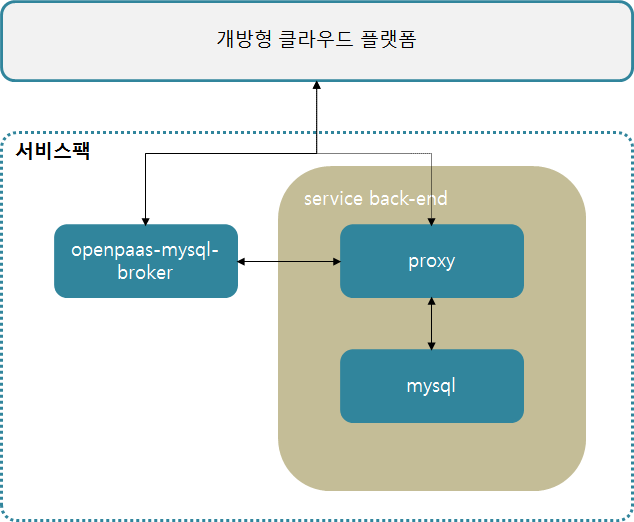 개방형 클라우드 플랫폼
서비스팩
service back-end
openpaas-mysql-
broker
proxy
mysql